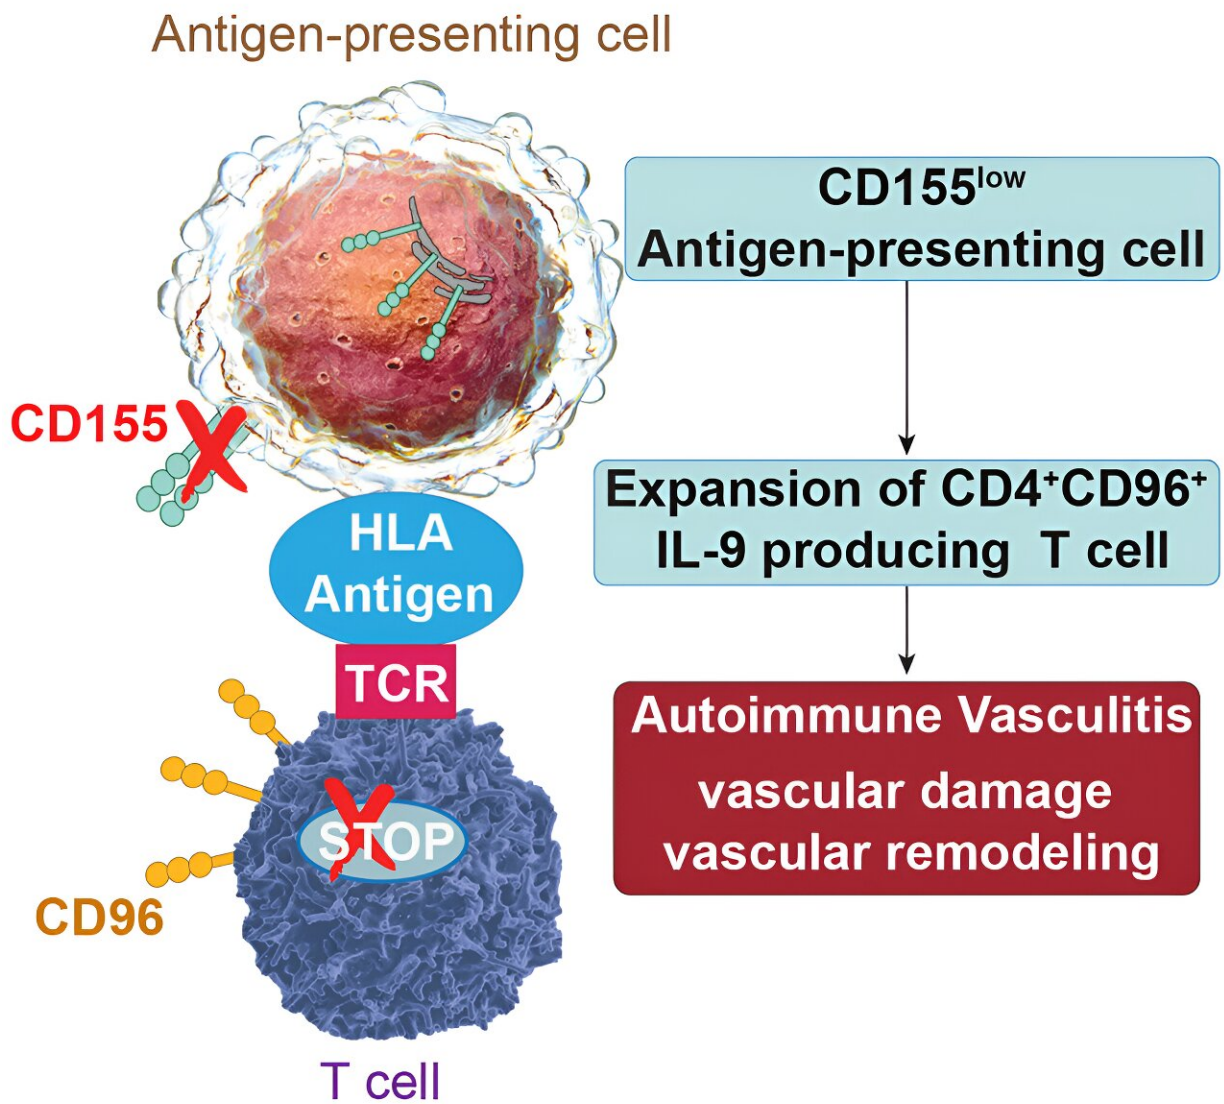 Antigen-presenting cell
CD155low
Antigen-presenting cell
CD155
HLA
Antigen
Expansion of CD4+CD96+
IL-9 producing T cell
TCR
Autoimmune Vasculitis
vascular damage
vascular remodeling
STOP
CD96
T cell